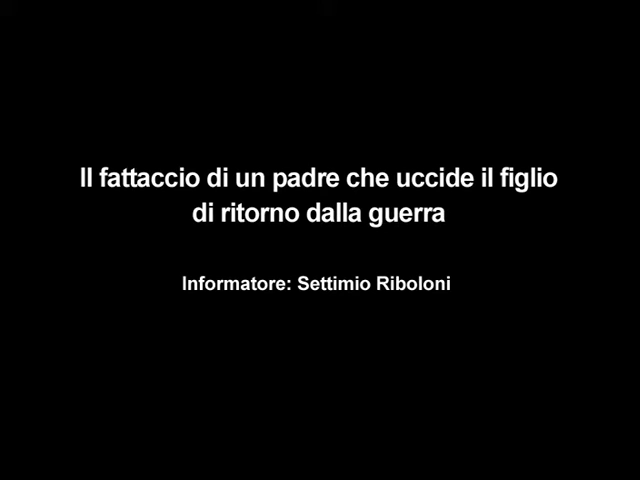 Il fattaccio di un padre che uccide il figlio
di ritorno dalla guerra
Informatore: Settimio Riboloni